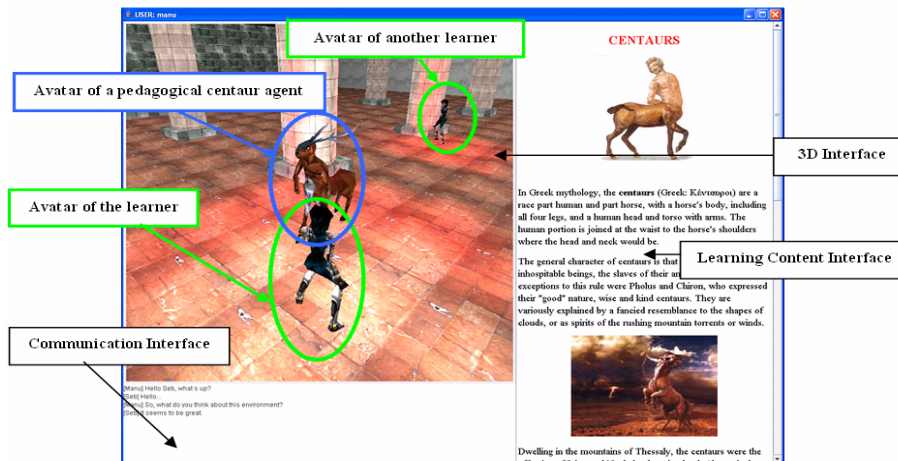 USER: manu
Avatar of another learner
CENTAURS
Avatar of a pedagogical centaur agent
3D Interface
Avatar of the learner
In Greek mythology, the centaurs (Greek: Κένταυροι) are a
race part human and part horse, with a horse's body, including
all four legs, and a human head and torso with arms. The
human portion is joined at the waist to the horse's shoulders
where the head and neck would be.
The general character of centaurs is that
inhospitable beings, the slaves of their
exceptions to this rule were Pholus and Chiron, who expressed
their "good" nature, wise and kind centaurs. They are
variously explained by a fancied resemblance to the shapes of
clouds, or as spirits of the rushing mountain torrents or winds.
Learning Content Interface
Communication Interface
[Manu] Hello Seb, what s up?
[Seb] Hello...
[Manu] So, what do you think about this environment?
[Seb] It seems to be great
Dwelling in the mountains of Thessaly, the centaurs were the